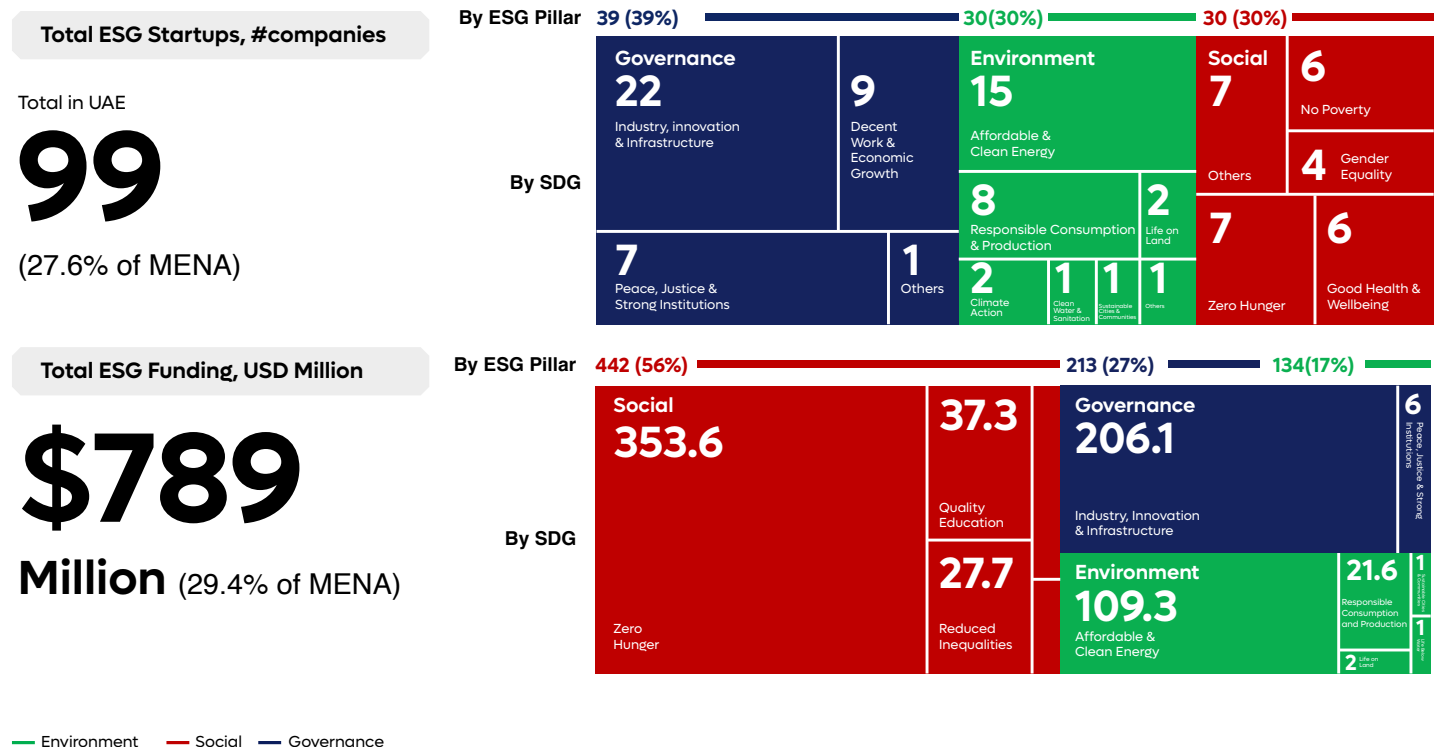 Total ESG Startups, #companies
Total in UAE
99
(27.6% of MENA)
By ESG Pillar
39 (39%)
30(30%)
30 (30%)
By SDG
Governance
22
Industry, innovation
& Infrastructure
9
Decent
Work &
Economic
Growth
7
Peace, Justice &
Strong Institutions
1
Others
Environment
15
Affordable &
Clean Energy
8
Responsible Consumption
& Production
2
Life on
Land
2
Climate
Action
1
Clean
Water &
Sanitation
1
Sustainable
Cities &
Communities
1
Others
Social
7
Others
6
No Poverty
4
Gender
Equality
7
Zero Hunger
6
Good Health &
Wellbeing
Total ESG Funding, USD Million
$789
Million (29.4% of MENA)
By ESG Pillar
442 (56%)
213 (27%)
134(17%)
By SDG
Social
353.6
Zero
Hunger
37.3
Quality
Education
27.7
Reduced
Inequalities
Governance
206.1
Industry, Innovation
& Infrastructure
6
Peace, Justice & Strong
Institutions
Environment
109.3
Affordable &
Clean Energy
21.6
Responsible
Consumption
and Production
2
Life on
Land
1
Sustainable Cities
& Communities
1
Life Below
Water
Environment
Social
Governance